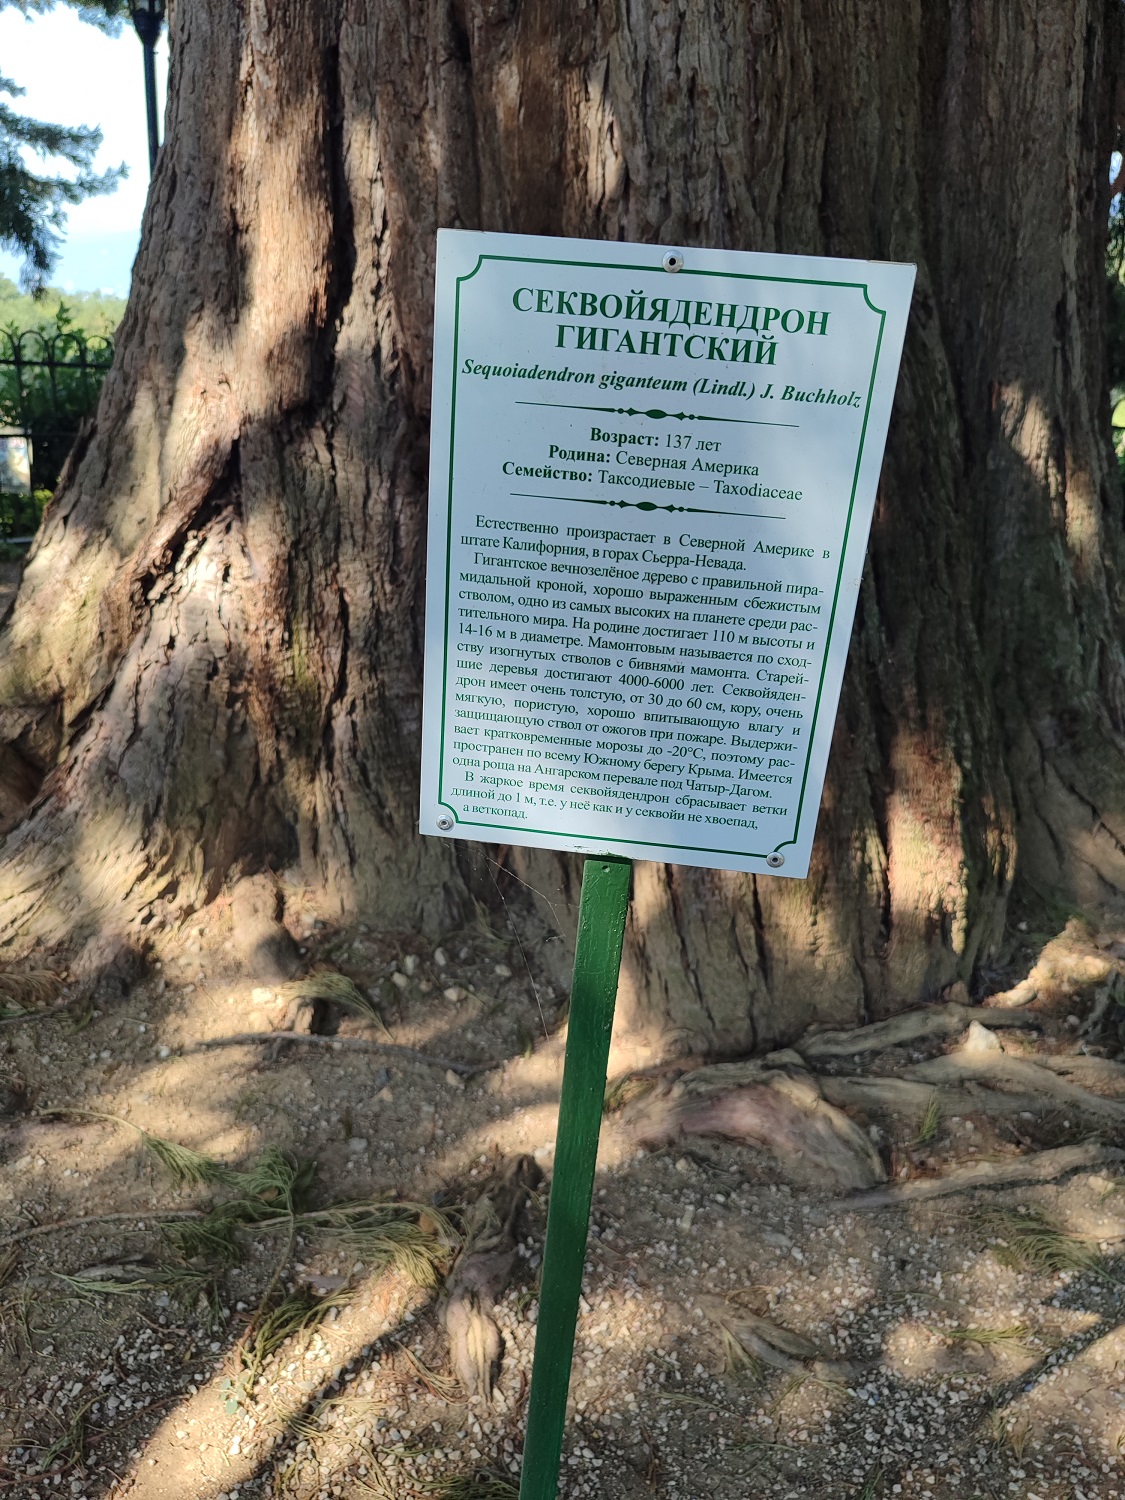 СЕКВОЙЯДЕНДРОН
ГИГАНТСКИЙ
Sequoiadendron giganteum (Lindl.) J. Buchholz
Возраст: 137 лет
Родина: Северная Америка
Семейство: Таксодиевые – Taxodiaceae
Естественно произрастает в Северной Америке в
штате Калифорния, в горах Сьерра-Невада.
Гигантское вечнозелёное дерево с правильной пира-
мидальной кроной, хорошо выраженным сбежистым
стволом, одно из самых высоких на планете среди рас-
тительного мира. На родине достигает 110 м высоты и
14-16 м в диаметре. Мамонтовым называется по сход-
ству изогнутых стволов с бивнями мамонта. Старей-
шие деревья достигают 4000-6000 лет. Секвойяден-
дрон имеет очень толстую, от 30 до 60 см, кору, очень
мягкую, пористую, хорошо впитывающую влагу и
защищающую ствол от ожогов при пожаре. Выдержи-
вает кратковременные морозы до -20°С, поэтому рас-
пространен по всему Южному берегу Крыма. Имеется
одна роща на Ангарском перевале под Чатыр-Дагом.
В жаркое время секвойядендрон сбрасывает ветки
длиной до 1 м, т.е. у неё как и у секвойи не хвоепад,
а веткопад.